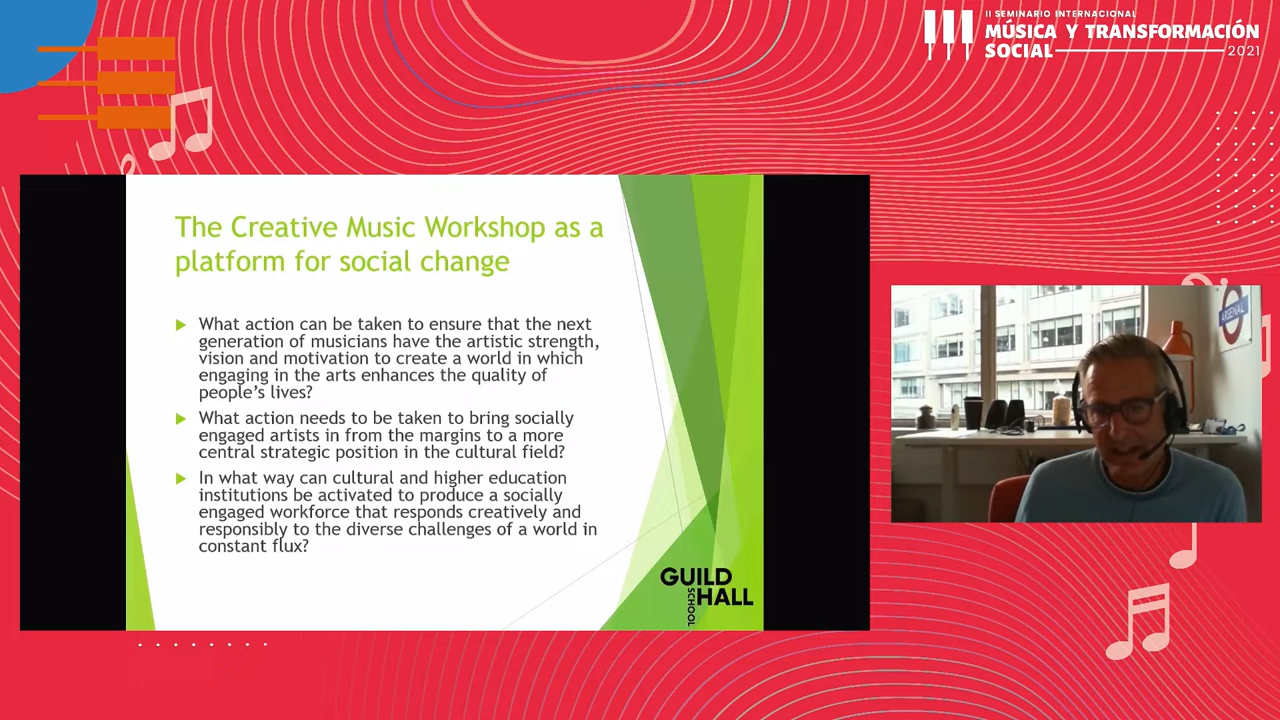 II SEMINARIO INTERNACIONAL
MÚSICA Y TRANSFORMACIÓN
SOCIAL
2021
The Creative Music Workshop as a
platform for social change
What action can be taken to ensure that the next
generation of musicians have the artistic strength,
vision and motivation to create a world in which
engaging in the arts enhances the quality of
people's lives?
What action needs to be taken to bring socially
engaged artists in from the margins to a more
central strategic position in the cultural field?
In what way can cultural and higher education
institutions be activated to produce a socially
engaged workforce that responds creatively and
responsibly to the diverse challenges of a world in
constant flux?
GUILD
HALL
SCHOOL
ARSENAL